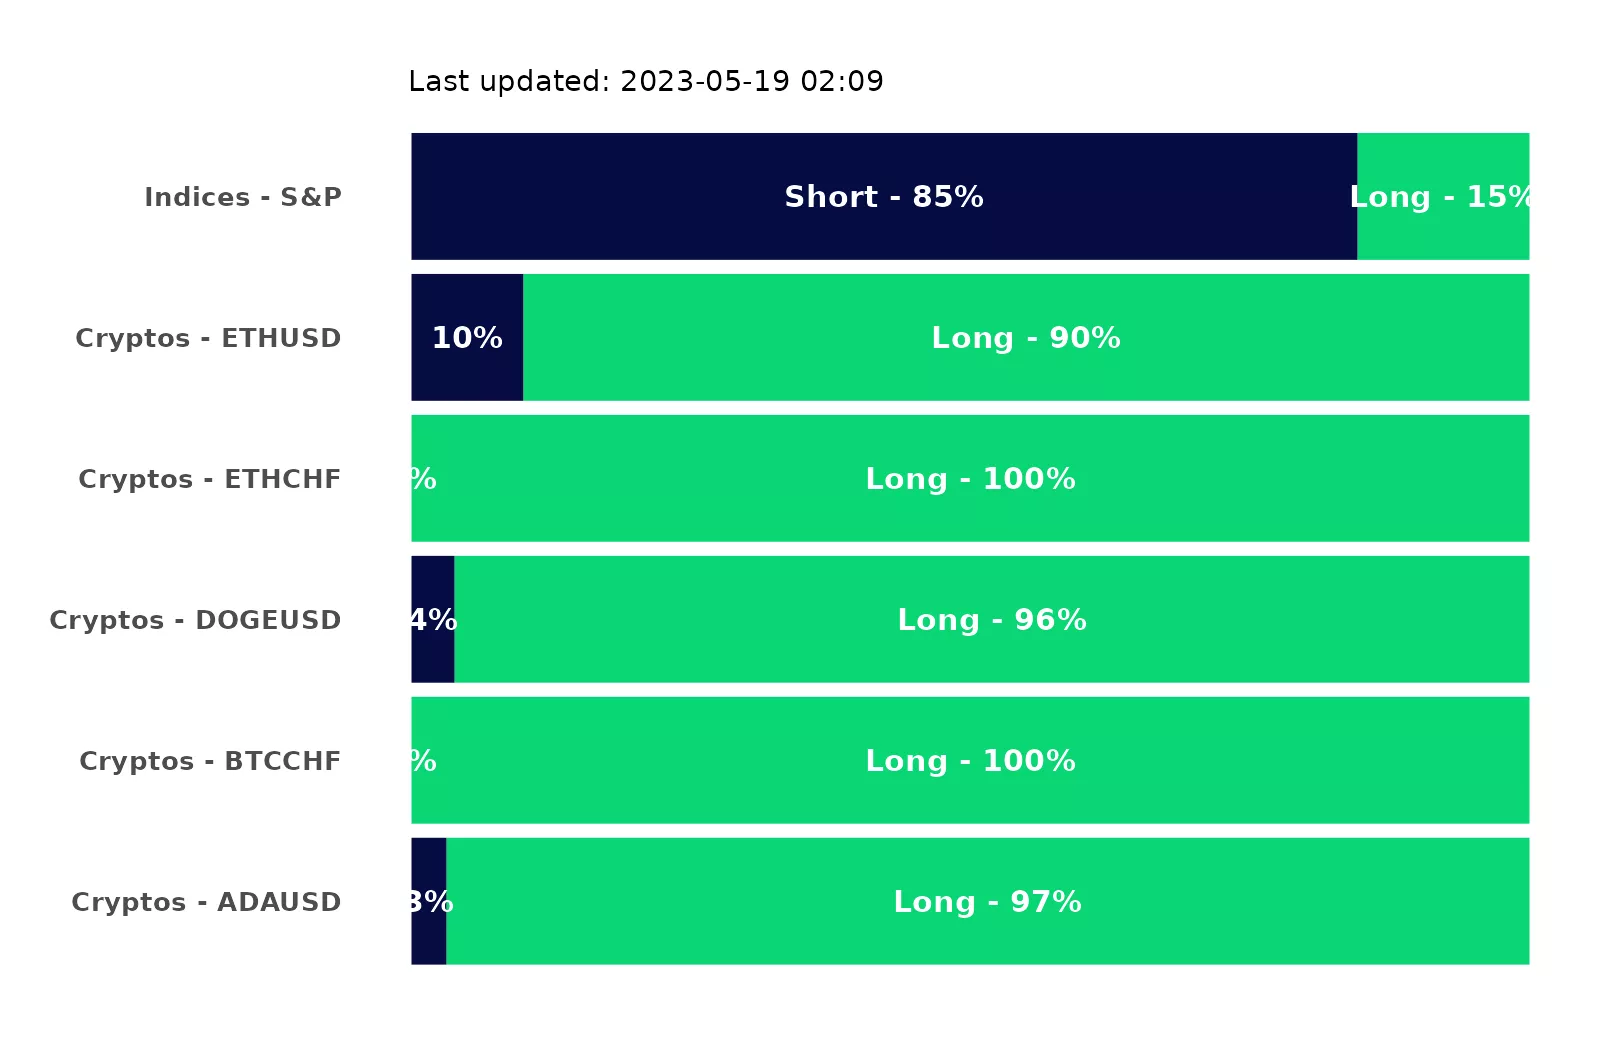 Last updated: 2023-05-19 02:09
Indices - S&P Short - 85% Long - 15%
Cryptos - ETHUSD 10% Long - 90%
Cryptos - ETHCHF % Long - 100%
Cryptos - DOGEUSD 4% Long - 96%
Cryptos - BTCCHF % Long - 100%
Cryptos - ADAUSD 3% Long - 97%